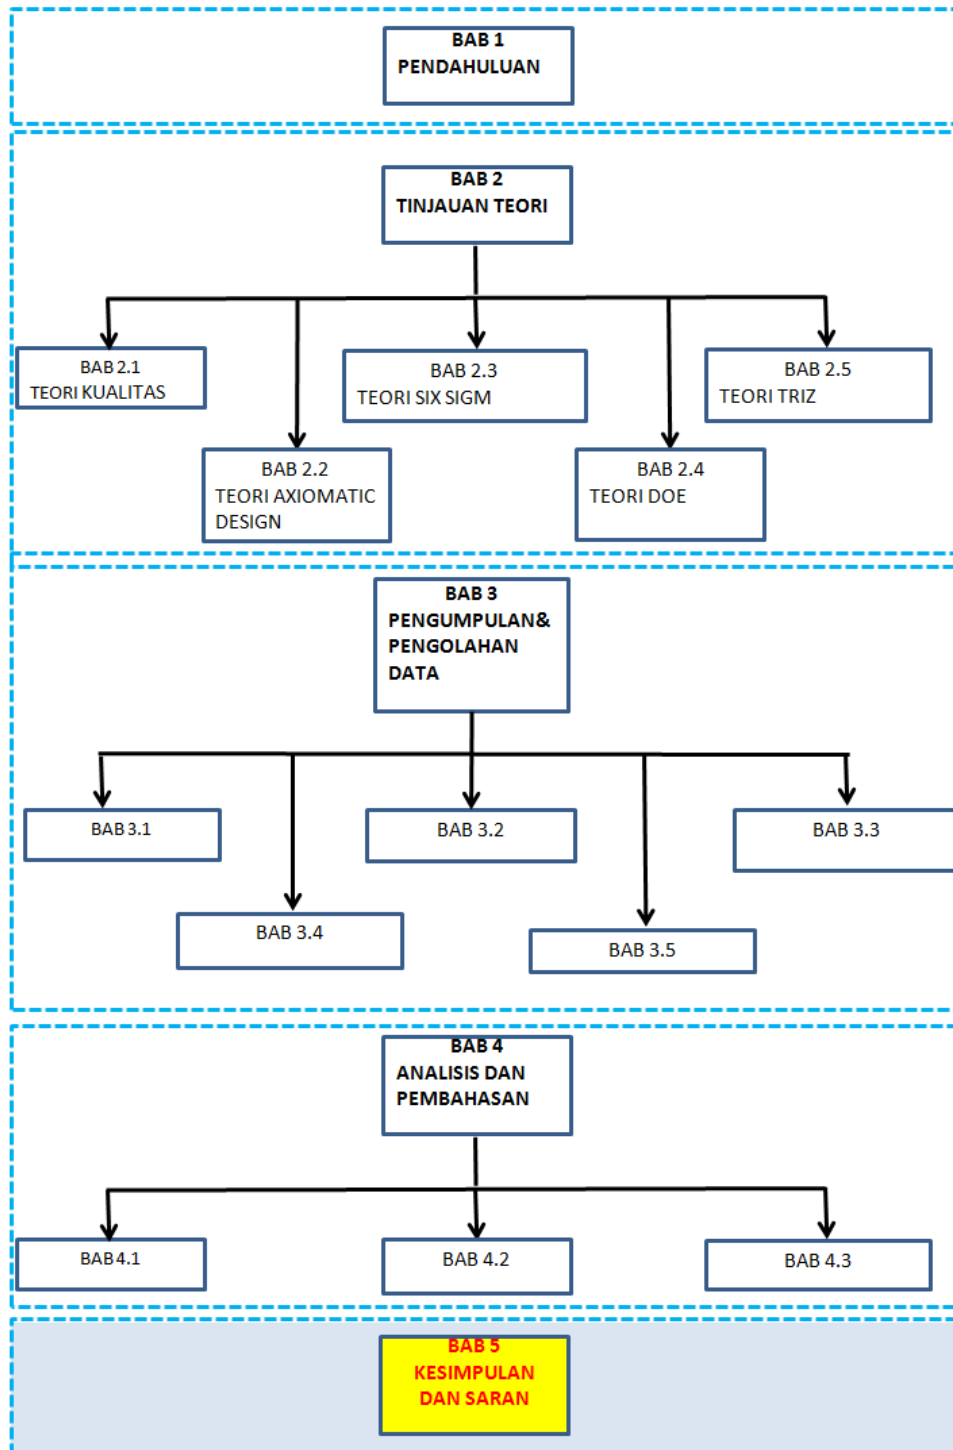 BAB 1
PENDAHULUAN
BAB 2
TINJAUAN TEORI
BAB 2.1
TEORI KUALITAS
BAB 2.3
TEORI SIX SIGM
BAB 2.5
TEORI TRIZ
BAB 2.2
TEORI AXIOMATIC
DESIGN
BAB 2.4
TEORI DOE
BAB 3
PENGUMPULAN&
PENGOLAHAN
DATA
BAB 3.1
BAB 3.2
BAB 3.3
BAB 3.4
BAB 3.5
BAB 4
ANALISIS DAN
PEMBAHASAN
BAB 4.1
BAB 4.2
BAB 4.3
BAB 5
KESIMPULAN
DAN SARAN